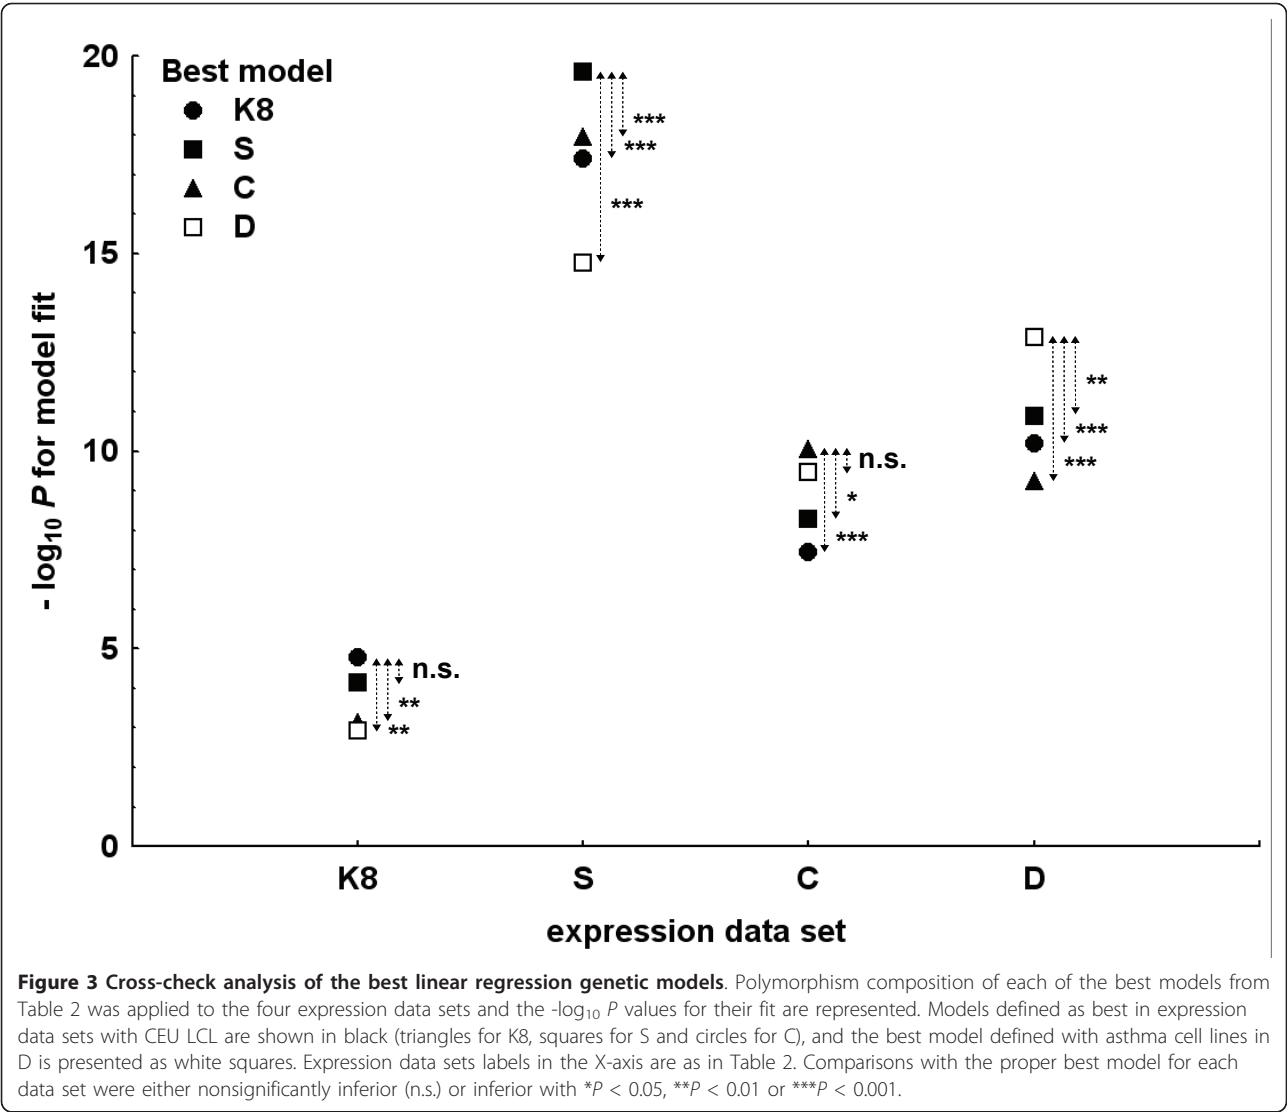 20
Best model
K8
S
C
D
15
10
5
0
- log10 P for model fit
***
***
***
**
***
***
n.s.
*
***
n.s.
**
**
K8 S C D
expression data set
Figure 3 Cross-check analysis of the best linear regression genetic models. Polymorphism composition of each of the best models from
Table 2 was applied to the four expression data sets and the -log10 P values for their fit are represented. Models defined as best in expression
data sets with CEU LCL are shown in black (triangles for K8, squares for S and circles for C), and the best model defined with asthma cell lines in
D is presented as white squares. Expression data sets labels in the X-axis are as in Table 2. Comparisons with the proper best model for each
data set were either nonsignificantly inferior (n.s.) or inferior with *P < 0.05, **P < 0.01 or ***P < 0.001.